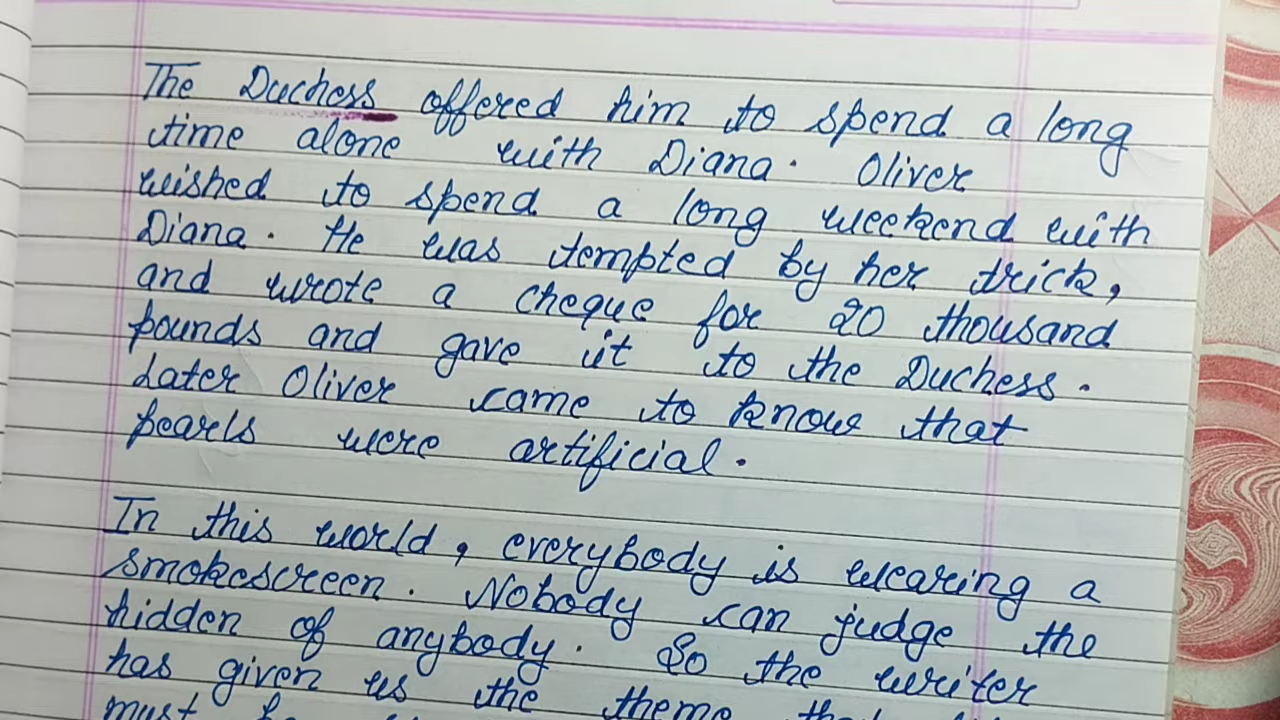 The Duchess offered him to spend a long
time alone with Diana. Oliver
wished to spend a long weekend with
Diana. He was tempted by her trick,
and wrote a cheque for 20 thousand
pounds and gave it to the Duchess.
Later Oliver came to know that
pearls were artificial.
In this world, everybody is wearing a
smokescreen. Nobody can judge the
hidden of anybody. So the writer
has given us the theme
must